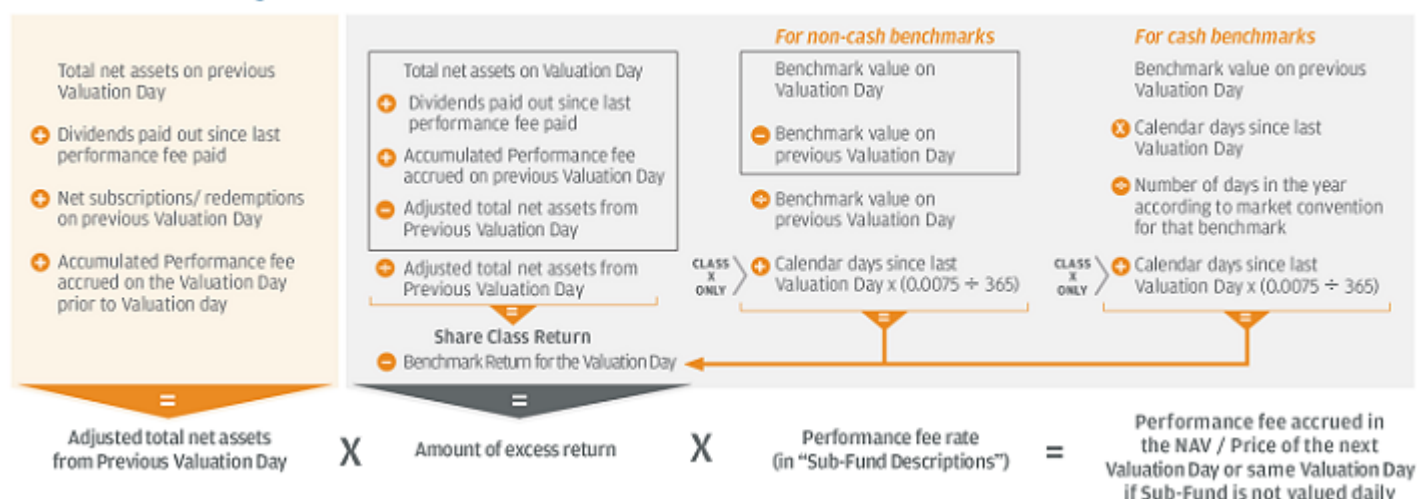 Total net assets on previous
Valuation Day
+ Dividends paid out since last
performance fee paid
+ Net subscriptions/ redemptions
on previous Valuation Day
+ Accumulated Performance fee
accrued on the Valuation Day
prior to Valuation day
=
Adjusted total net assets
from Previous Valuation Day
X
Total net assets on Valuation Day
+ Dividends paid out since last
performance fee paid
+ Accumulated Performance fee
accrued on previous Valuation Day
− Adjusted total net assets from
Previous Valuation Day
÷ Adjusted total net assets from
Previous Valuation Day
=
Share Class Return
− Benchmark Return for the Valuation Day
=
Amount of excess return
For non-cash benchmarks
Benchmark value on
Valuation Day
− Benchmark value on
previous Valuation Day
÷ Benchmark value on
previous Valuation Day
CLASS
X
ONLY
+ Calendar days since last
Valuation Day x (0.0075 ÷ 365)
=
For cash benchmarks
Benchmark value on previous
Valuation Day
x Calendar days since last
Valuation Day
÷ Number of days in the year
according to market convention
for that benchmark
CLASS
X
ONLY
+ Calendar days since last
Valuation Day x (0.0075 ÷ 365)
=
X
Performance fee rate
(in “Sub-Fund Descriptions”)
=
Performance fee accrued in
the NAV / Price of the next
Valuation Day or same Valuation Day
if Sub-Fund is not valued daily